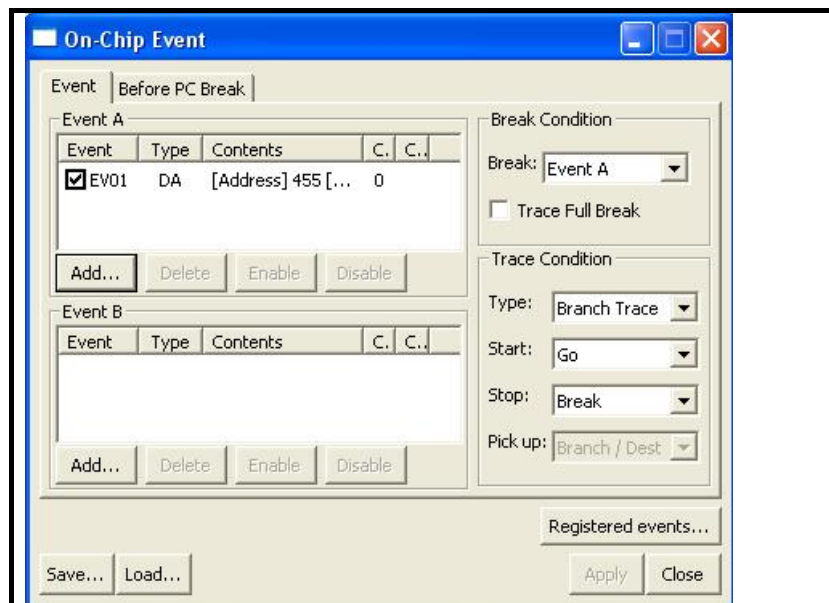 On-Chip Event
Event
Before PC Break
Event A
Event Type Contents C. C..
EV01 DA [Address] 455 [... 0
Add... Delete Enable Disable
Event B
Event Type Contents C. C..
Add... Delete Enable Disable
Break Condition
Break: Event A
Trace Full Break
Trace Condition
Type: Branch Trace
Start: Go
Stop: Break
Pick up: Branch / Dest
Registered events...
Save... Load... Apply Close